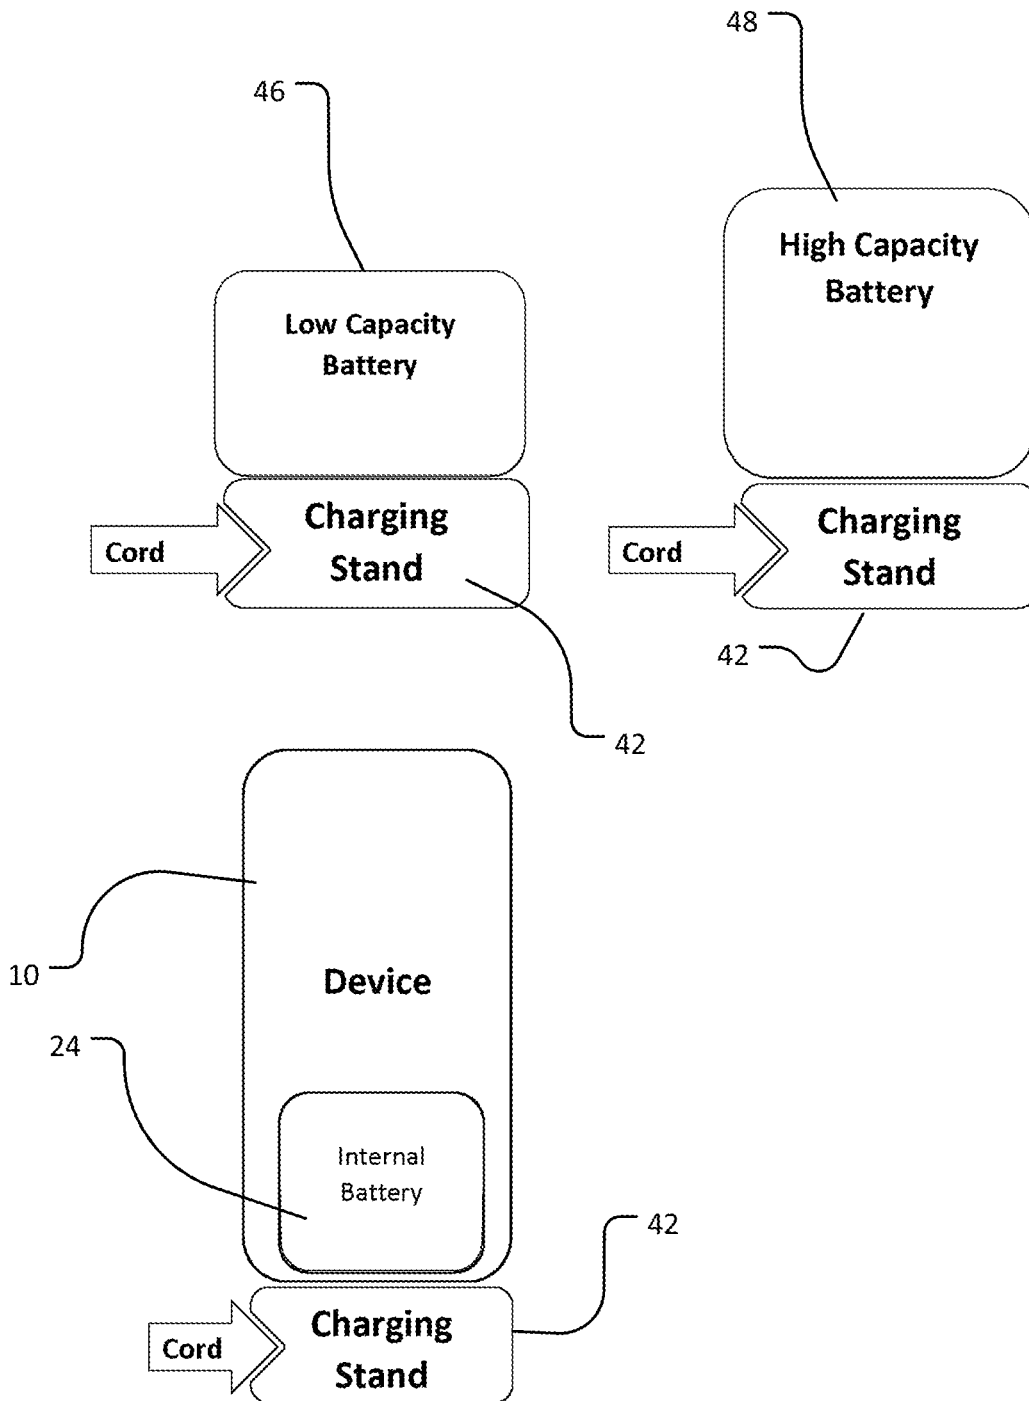 48
46
High Capacity
Battery
Low Capacity
Battery
Charging
Stand
Cord
Charging
Stand
Cord
42
42
10
Device
24
Internal
Battery
42
Charging
Stand
Cord